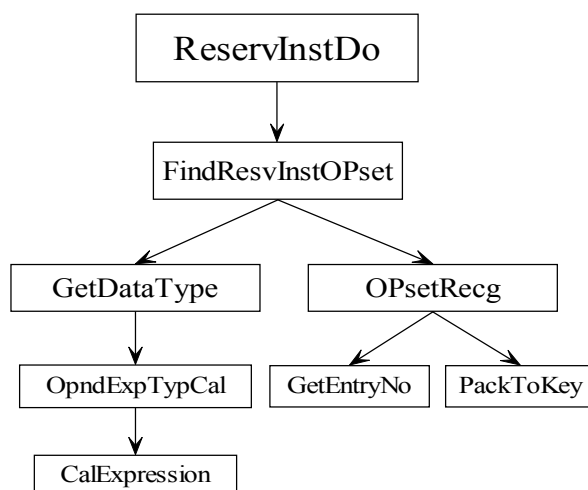 ReservInstDo
FindResvInstOPset
GetDataType
OPsetRecg
OpndExpTypCal
GetEntryNo
PackToKey
CalExpression